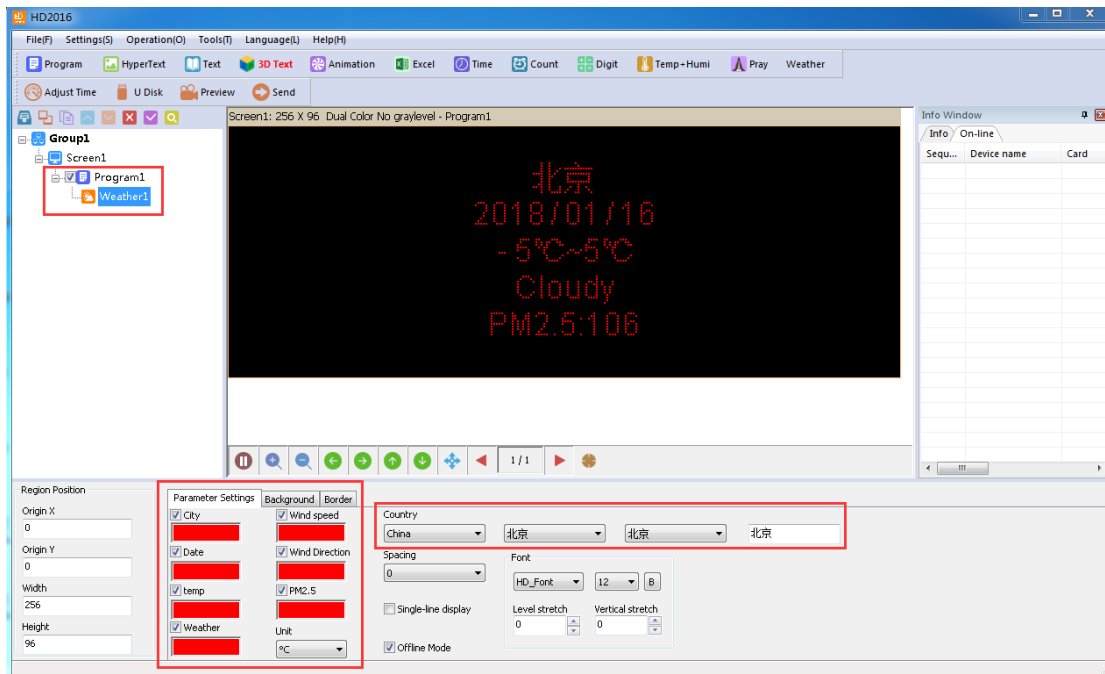 HD2016
File(F) Settings(S) Operation(O) Tools(T) Language(L) Help(H)
Program HyperText Text 3D Text Animation Excel Time Count Digit Temp+Humi Pray Weather
Adjust Time U Disk Preview Send
Screen1: 256 X 96 Dual Color No graylevel - Program1
Info Window
Info On-line
Sequ... Device name Card
Group1
Screen1
Program1
Weather1
北京
2018/01/16
-5℃~5℃
Cloudy
PM2.5:106
1/1
Region Position
Origin X
0
Origin Y
0
Width
256
Height
96
Parameter Settings Background Border
City Wind speed
Date Wind Direction
temp PM2.5
Weather Unit
℃
Country
China 北京 北京 北京
Spacing
0
Single-line display
Offline Mode
Font
HD_Font 12 B
Level stretch Vertical stretch
0 0